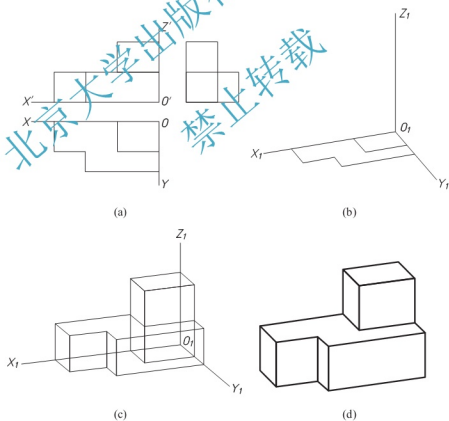 Z'
X' O'
X O
Y
(a)
Z₁
O₁
X₁
Y₁
(b)
Z₁
O₁
X₁
Y₁
(c)
(d)
北京大学出版社
禁止转载